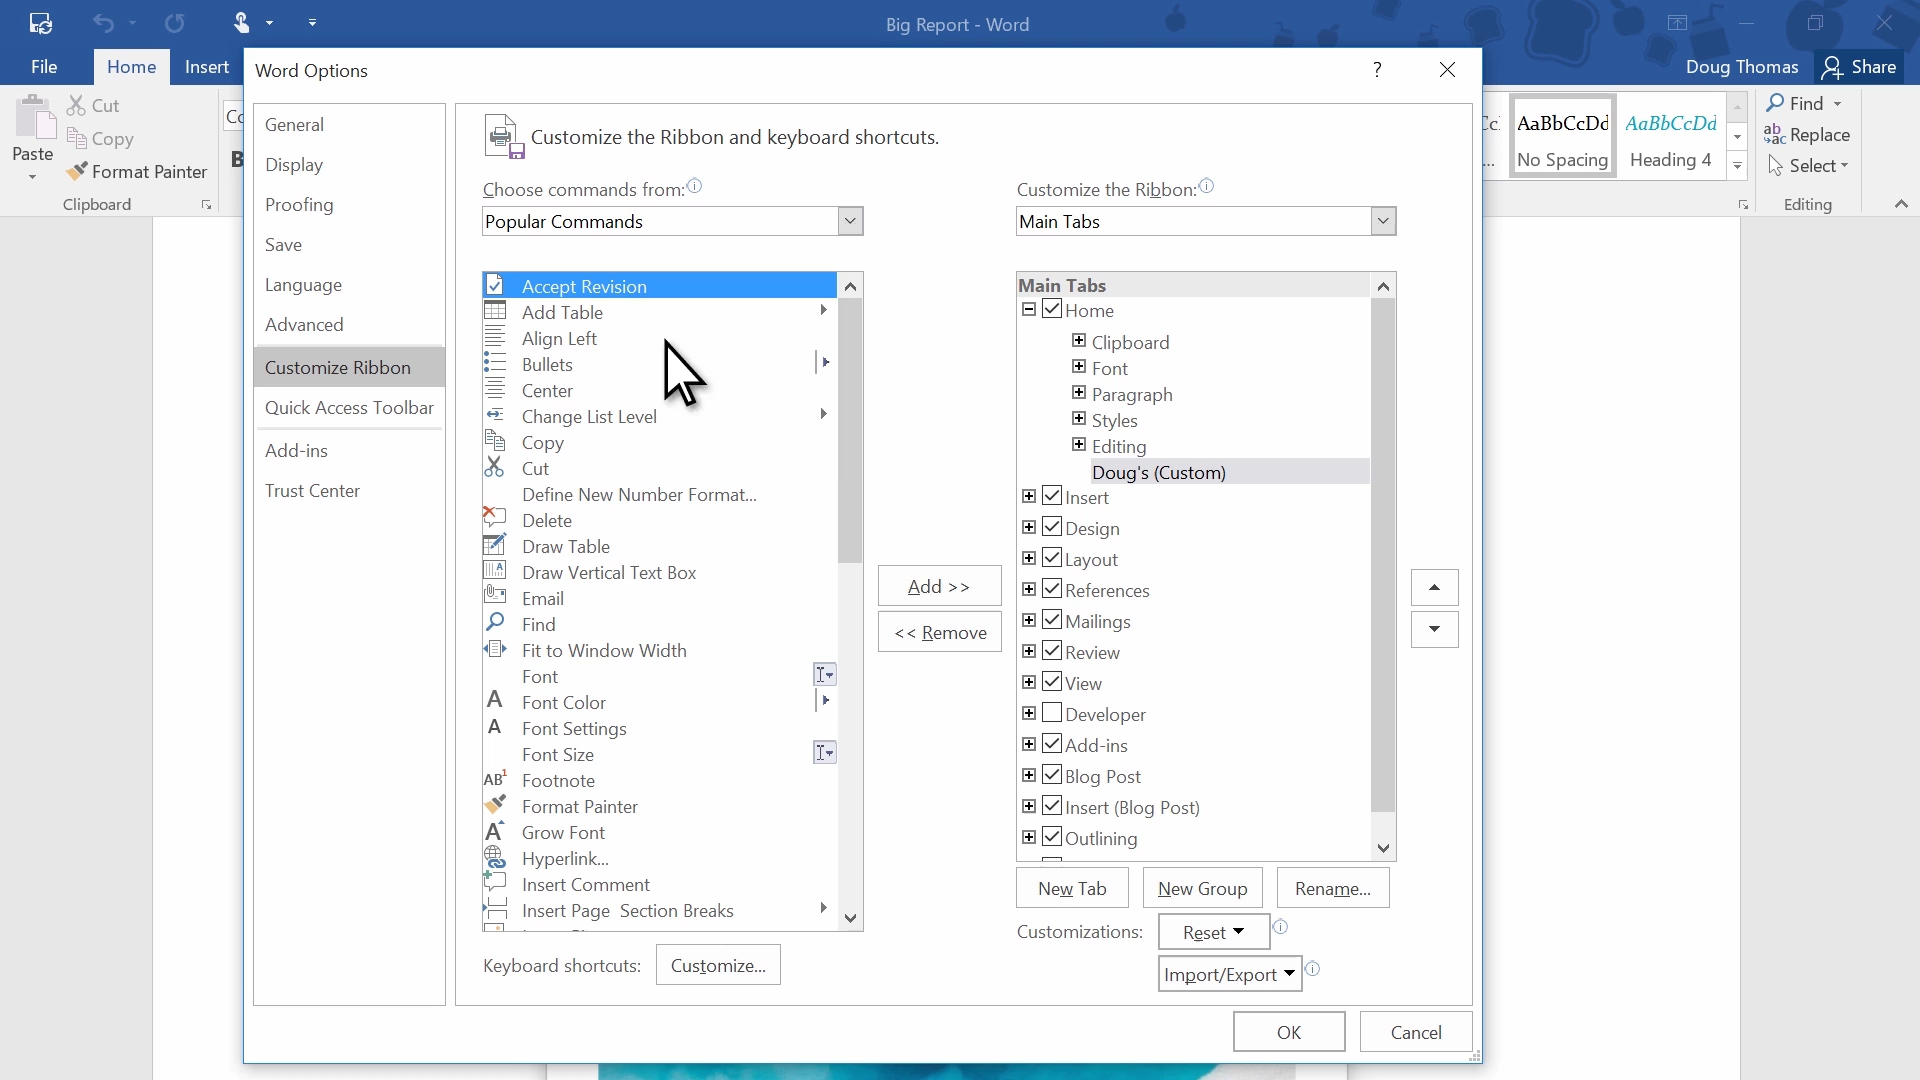 Big Report - Word
File
Home
Insert
Doug Thomas
Share
Paste
Cut
Copy
Format Painter
Clipboard
B
AaBbCcDd
No Spacing
AaBbCcDd
Heading 4
Find
Replace
Select
Editing
Word Options
?
General
Display
Proofing
Save
Language
Advanced
Customize Ribbon
Quick Access Toolbar
Add-ins
Trust Center
Customize the Ribbon and keyboard shortcuts.
Choose commands from:
Popular Commands
Accept Revision
Add Table
Align Left
Bullets
Center
Change List Level
Copy
Cut
Define New Number Format...
Delete
Draw Table
Draw Vertical Text Box
Email
Find
Fit to Window Width
Font
Font Color
Font Settings
Font Size
Footnote
Format Painter
Grow Font
Hyperlink...
Insert Comment
Insert Page  Section Breaks
Keyboard shortcuts:
Customize...
Add >>
<< Remove
Customize the Ribbon:
Main Tabs
Main Tabs
Home
Clipboard
Font
Paragraph
Styles
Editing
Doug's (Custom)
Insert
Design
Layout
References
Mailings
Review
View
Developer
Add-ins
Blog Post
Insert (Blog Post)
Outlining
New Tab
New Group
Rename...
Customizations:
Reset
Import/Export
OK
Cancel